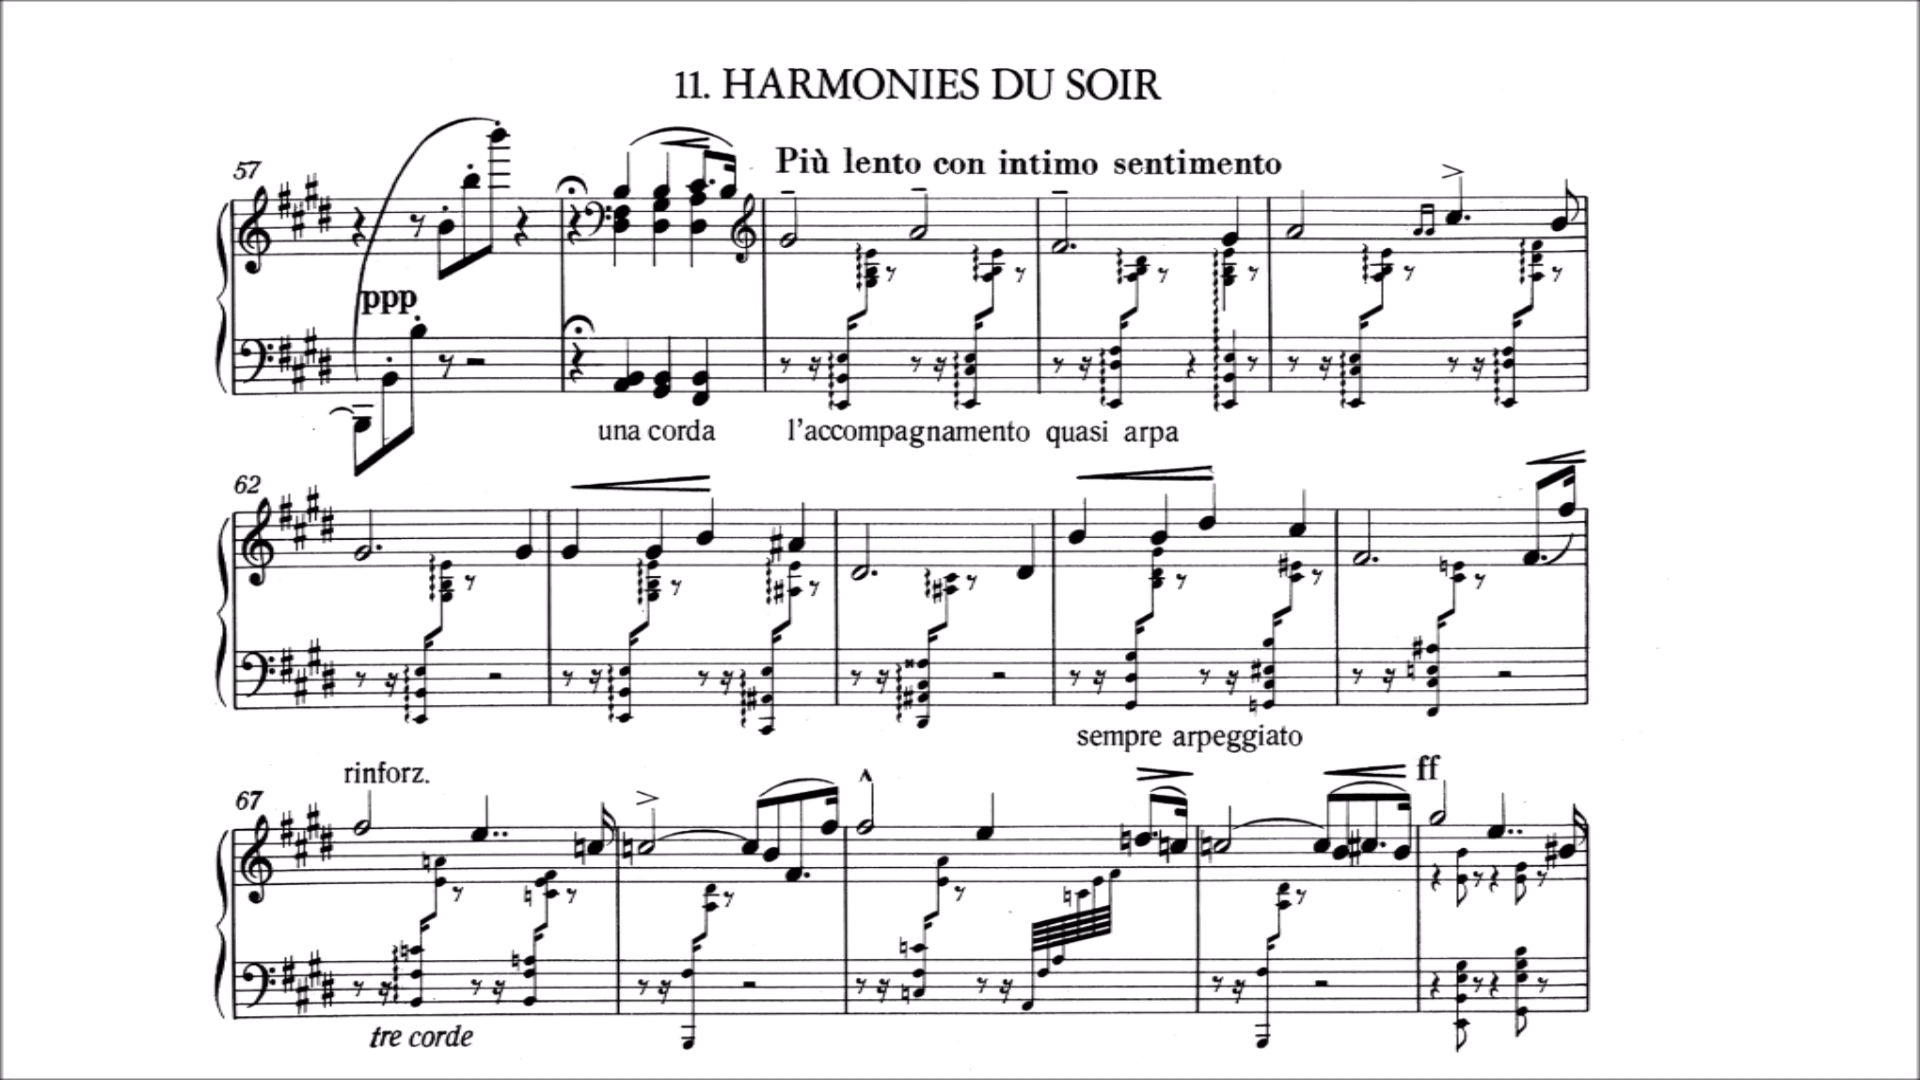 11. HARMONIES DU SOIR
57
Più lento con intimo sentimento
ppp
una corda
l'accompagnamento quasi arpa
62
sempre arpeggiato
rinforz.
ff
67
tre corde